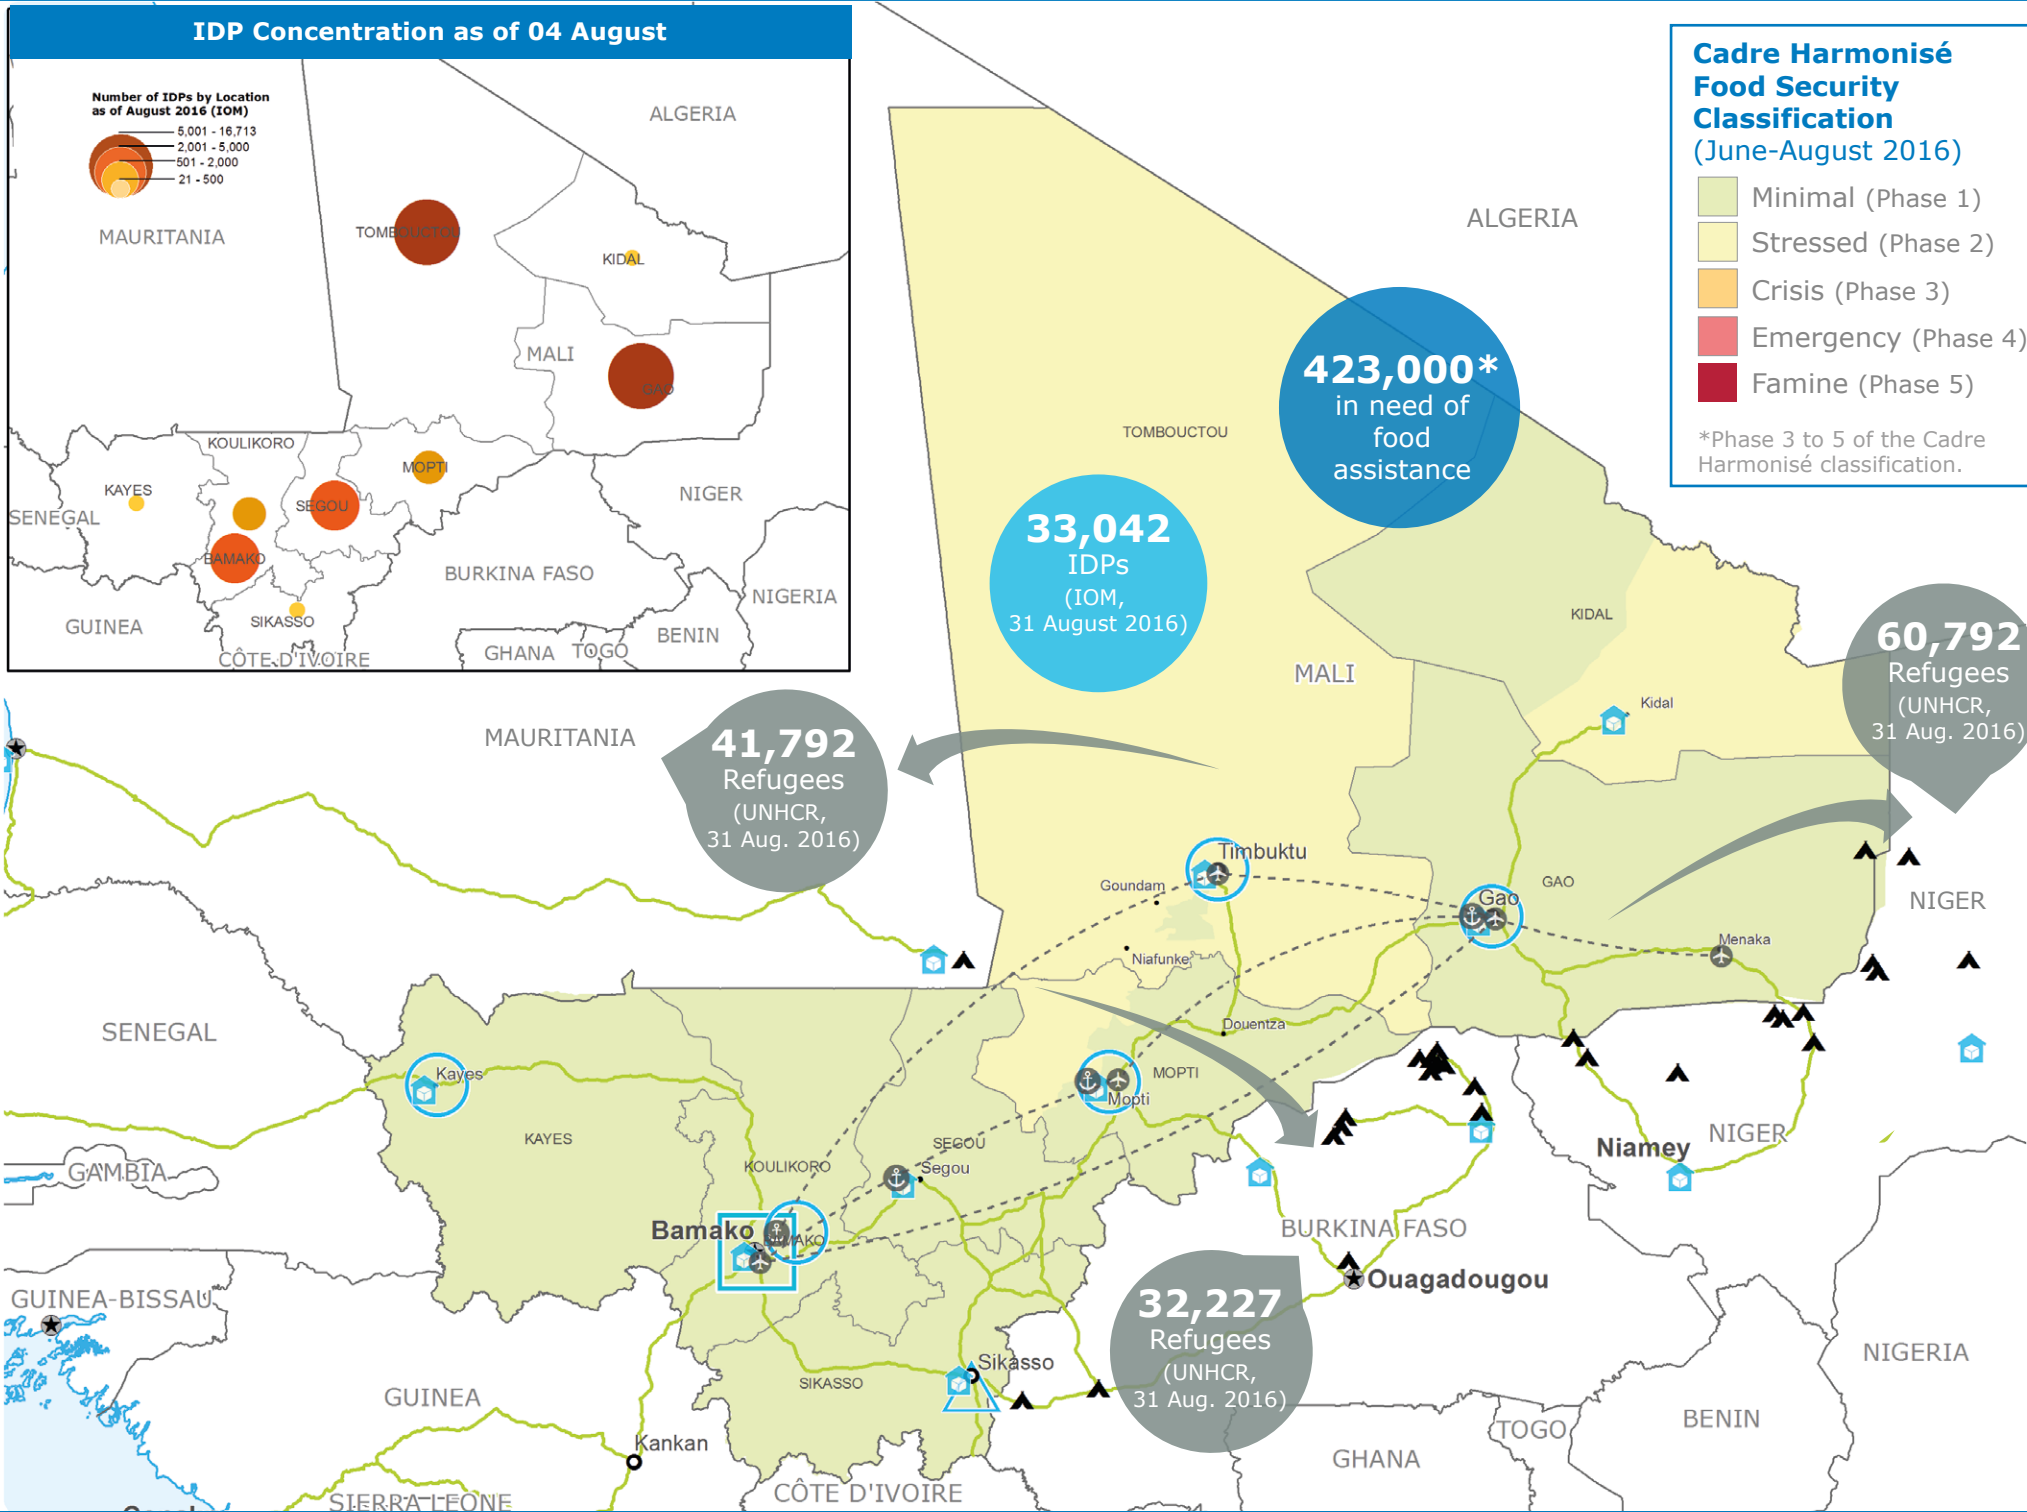 IDP Concentration as of 04 August
Number of IDPs by Location
as of August 2016 (IOM)
5,001 - 16,713
2,001 - 5,000
501 - 2,000
21 - 500
ALGERIA
MAURITANIA
TOMBOUCTOU
KIDAL
MALI
GAO
KOULIKORO
MOPTI
KAYES
SEGOU
NIGER
SENEGAL
BAMAKO
BURKINA FASO
NIGERIA
SIKASSO
GUINEA
BENIN
GHANA
TOGO
CÔTE D'IVOIRE
Cadre Harmonisé
Food Security
Classification
(June-August 2016)
Minimal (Phase 1)
Stressed (Phase 2)
Crisis (Phase 3)
Emergency (Phase 4)
Famine (Phase 5)
*Phase 3 to 5 of the Cadre
Harmonisé classification.
ALGERIA
423,000*
in need of
food
assistance
TOMBOUCTOU
33,042
IDPs
(IOM,
31 August 2016)
KIDAL
MALI
60,792
Refugees
(UNHCR,
31 Aug. 2016)
Kidal
MAURITANIA
41,792
Refugees
(UNHCR,
31 Aug. 2016)
Timbuktu
Goundam
GAO
Gao
NIGER
Menaka
Niafunke
SENEGAL
Douentza
Kayes
MOPTI
Mopti
KAYES
SEGOU
NIGER
Niamey
KOULIKORO
Segou
GAMBIA
Bamako
BAMAKO
BURKINA FASO
Ouagadougou
GUINEA-BISSAU
32,227
Refugees
(UNHCR,
31 Aug. 2016)
Sikasso
SIKASSO
NIGERIA
GUINEA
BENIN
TOGO
Kankan
GHANA
CÔTE D'IVOIRE
SIERRA LEONE